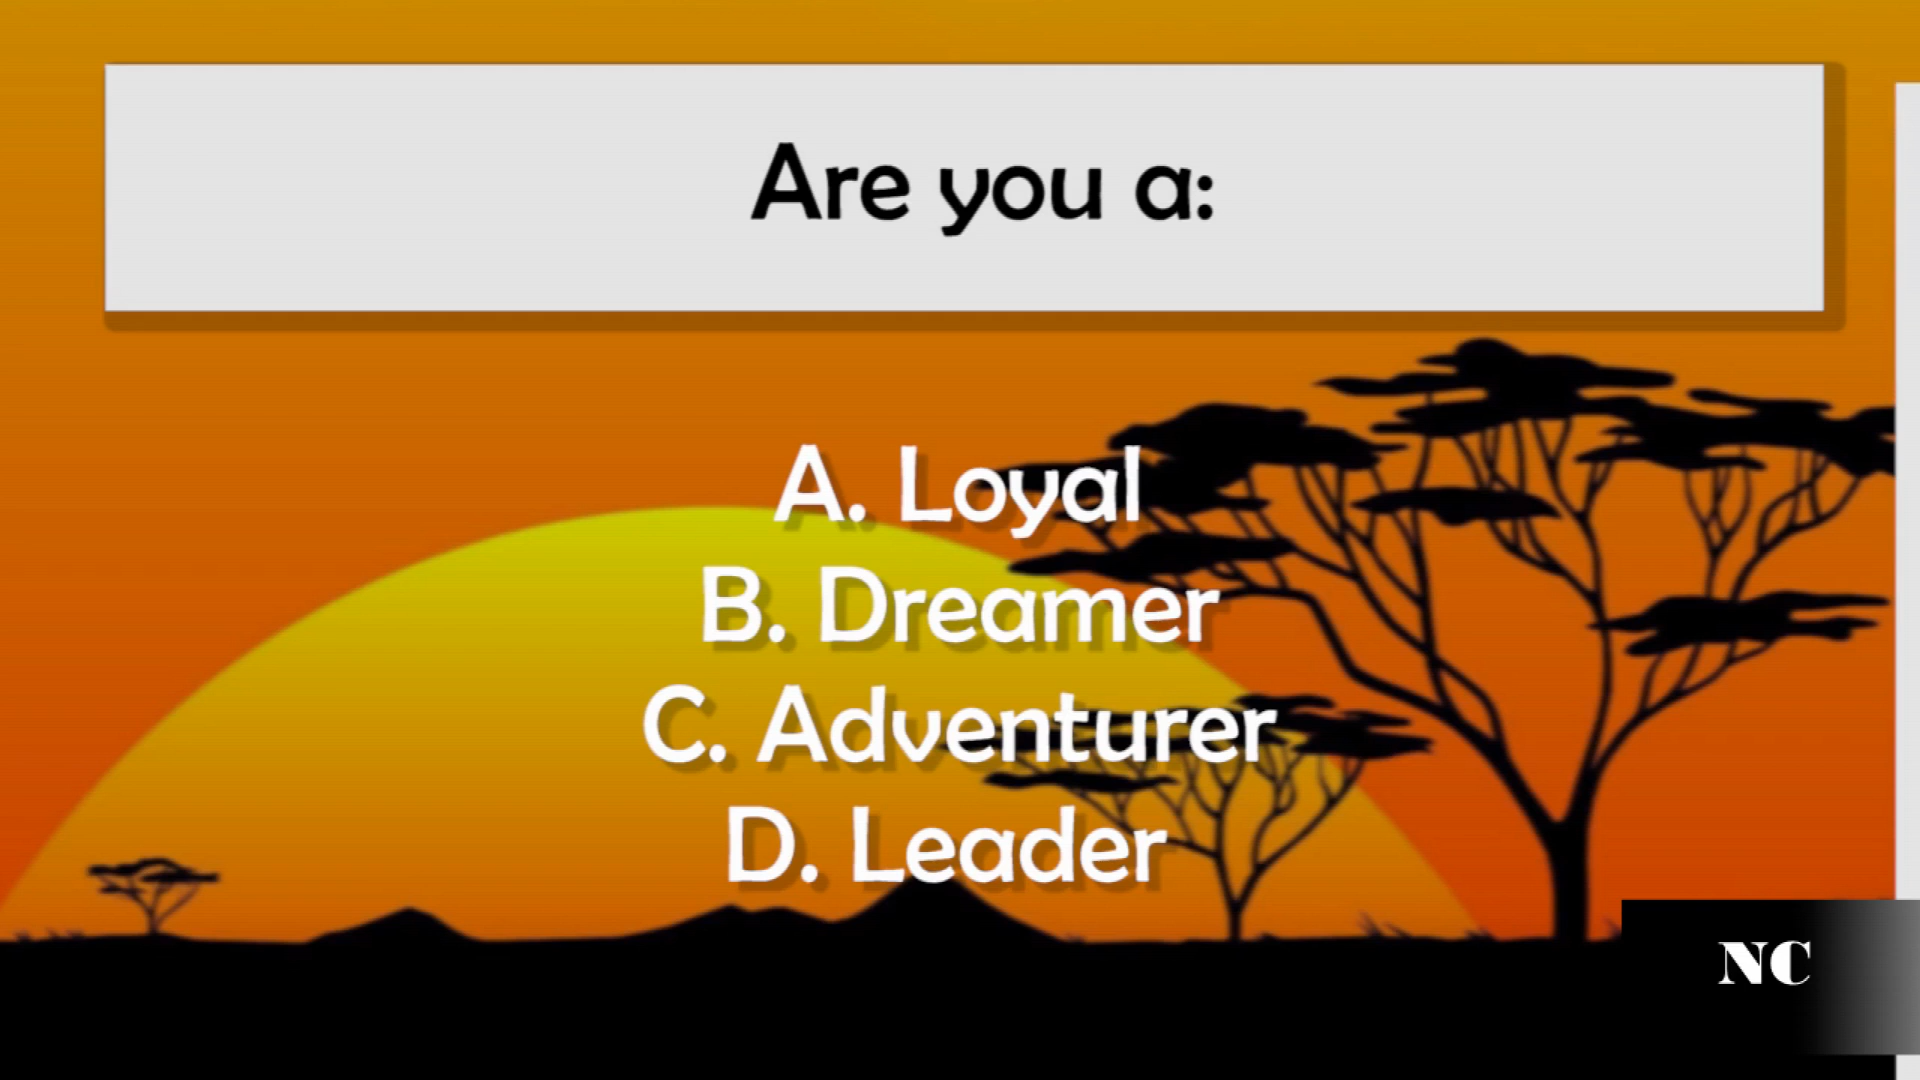 Are you a:
A. Loyal
B. Dreamer
C. Adventurer
D. Leader
NC